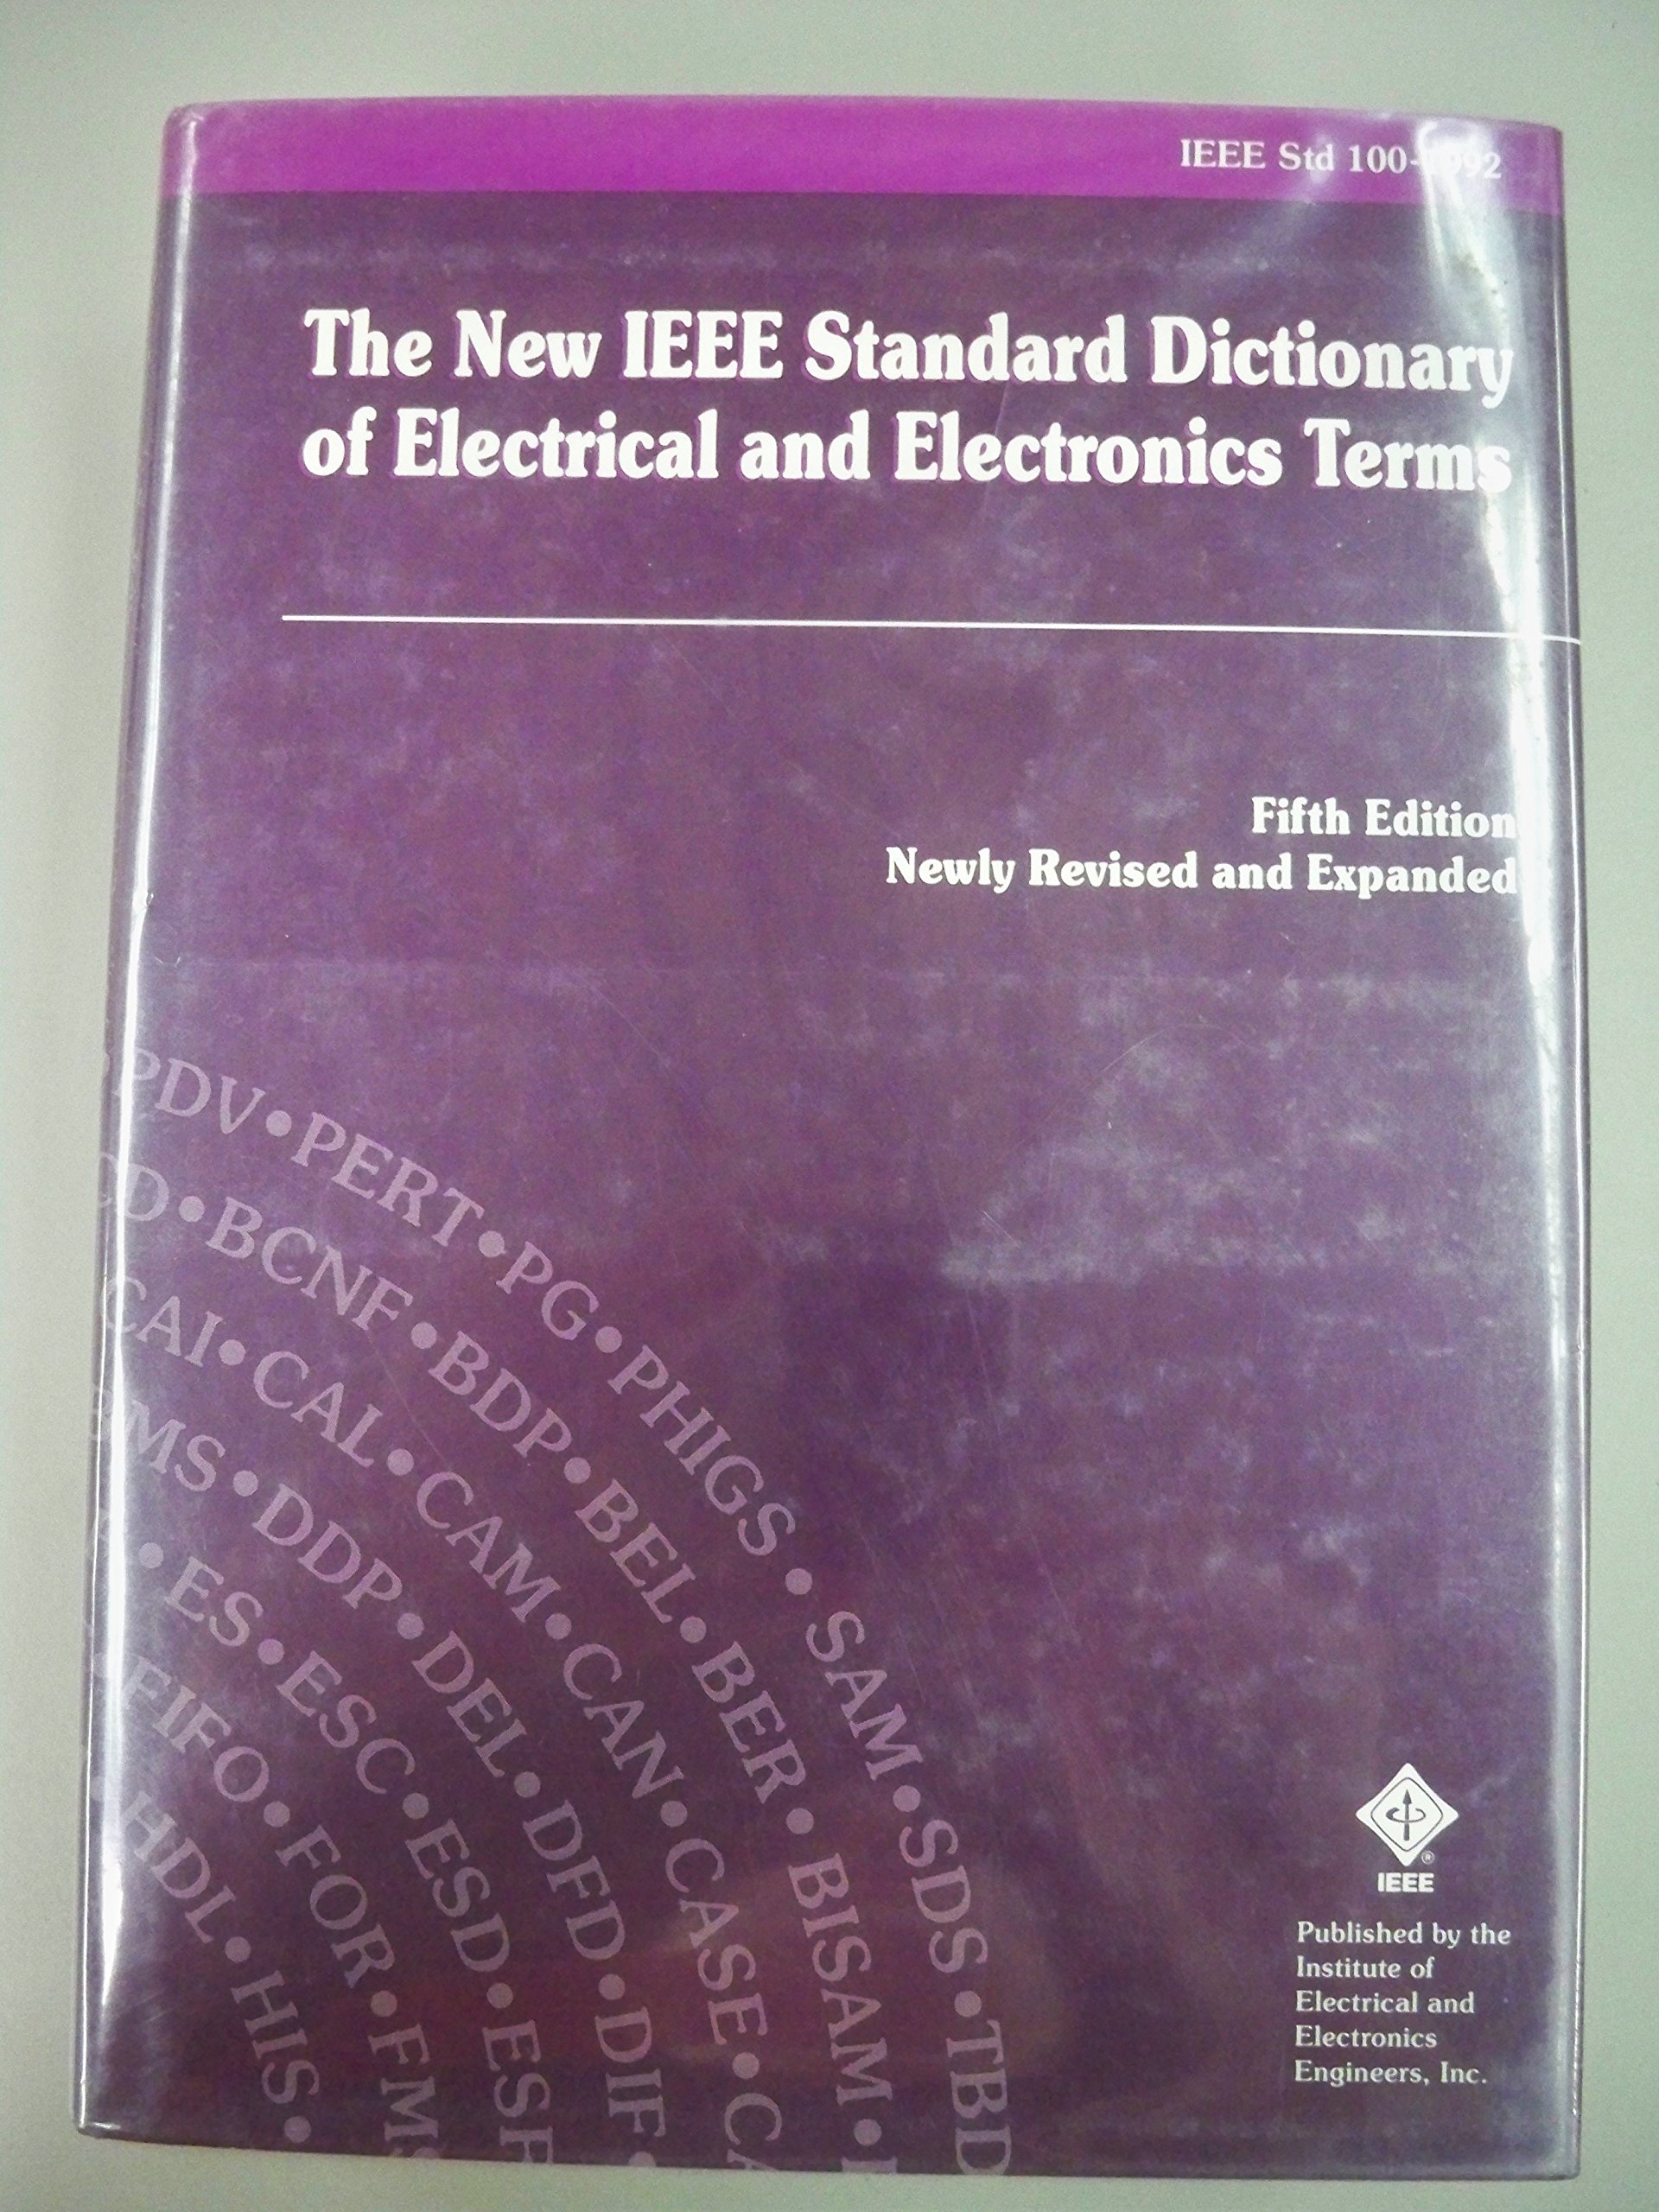 IEEE Std 100-1992
The New IEEE Standard Dictionary
of Electrical and Electronics Terms
Fifth Edition
Newly Revised and Expanded
PDV•PERT•PG•PHIGS•SAM•SDS•TBD
•BCNF•BDP•BEL•BER•BISAM•
CAI•CAL•CAM•CAN•CASE•
•DDP•DEL•DFD•DIF•
•ES•ESC•ESD•
FIFO•FOR•
HDL•HIS•
®
IEEE
Published by the
Institute of
Electrical and
Electronics
Engineers, Inc.